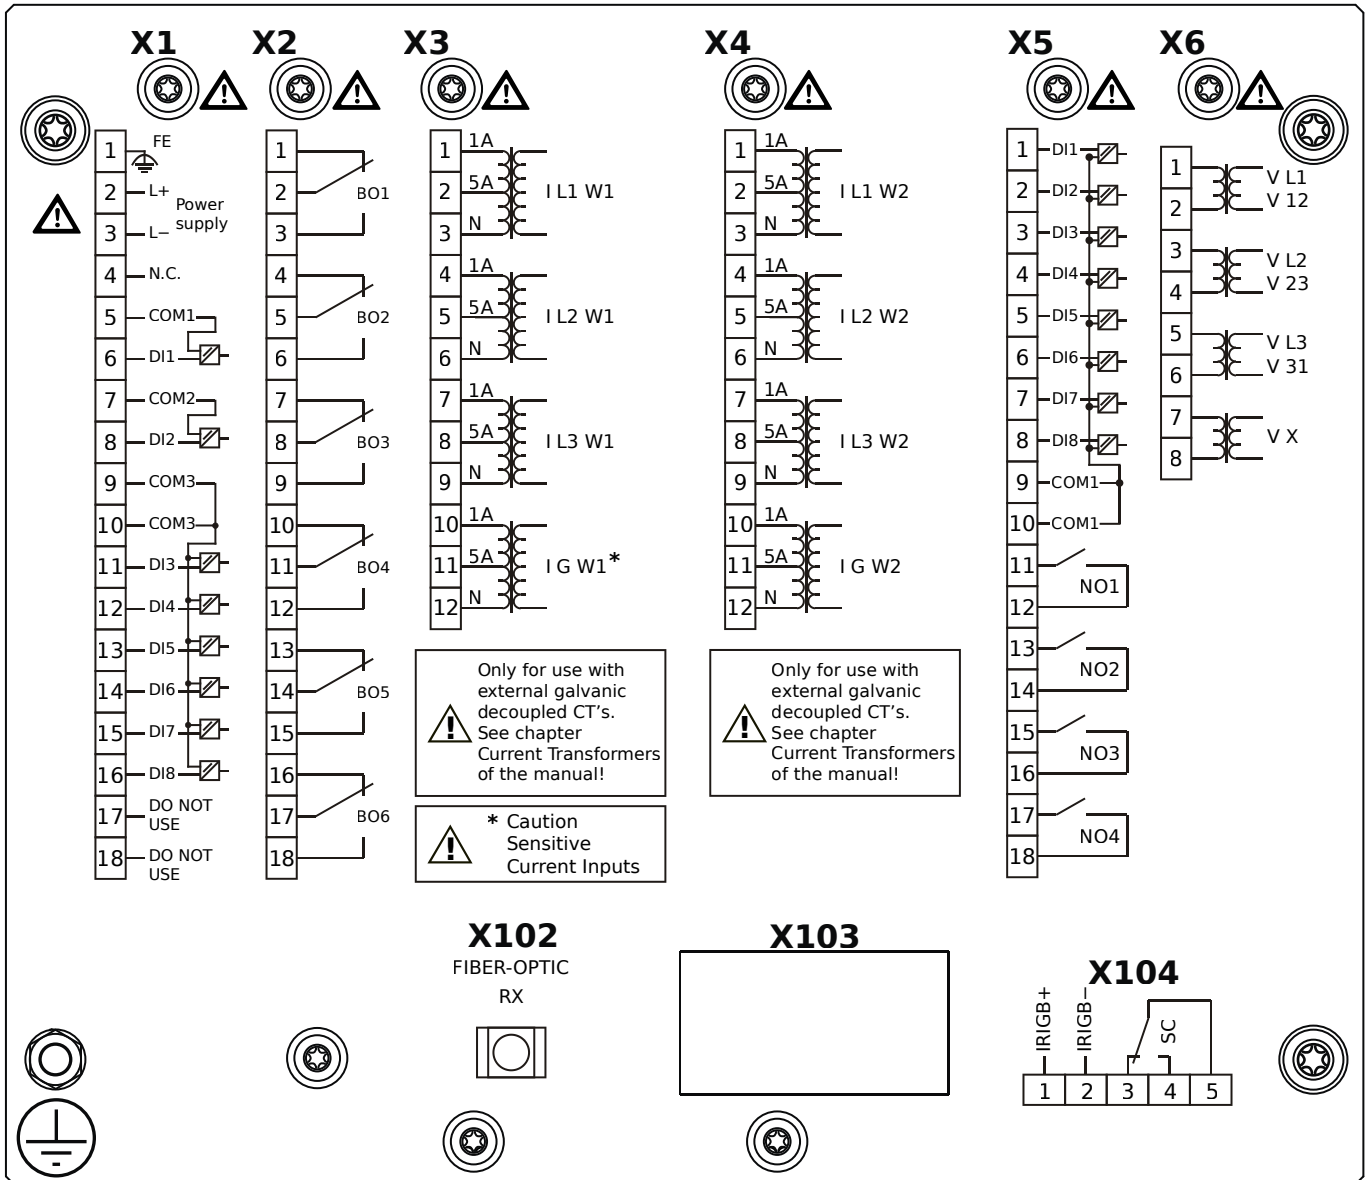 X1 X2 X3 X4 X5 X6
1 FE
2 L+
Power
supply
3 L−
4 N.C.
5 COM1
6 DI1
7 COM2
8 DI2
9 COM3
10 COM3
11 DI3
12 DI4
13 DI5
14 DI6
15 DI7
16 DI8
17 DO NOT
USE
18 DO NOT
USE
1
2 BO1
3
4
5 BO2
6
7
8 BO3
9
10
11 BO4
12
13
14 BO5
15
16
17 BO6
18
1 1A
2 5A I L1 W1
3 N
4 1A
5 5A I L2 W1
6 N
7 1A
8 5A I L3 W1
9 N
10 1A
11 5A I G W1*
12 N
Only for use with
external galvanic
decoupled CT's.
See chapter
Current Transformers
of the manual!
* Caution
Sensitive
Current Inputs
1 1A
2 5A I L1 W2
3 N
4 1A
5 5A I L2 W2
6 N
7 1A
8 5A I L3 W2
9 N
10 1A
11 5A I G W2
12 N
Only for use with
external galvanic
decoupled CT's.
See chapter
Current Transformers
of the manual!
1 DI1
2 DI2
3 DI3
4 DI4
5 DI5
6 DI6
7 DI7
8 DI8
9 COM1
10 COM1
11
NO1
12
13
NO2
14
15
NO3
16
17
NO4
18
1 V L1
2 V 12
3 V L2
4 V 23
5 V L3
6 V 31
7
V X
8
X102
FIBER-OPTIC
RX
X103
X104
IRIGB+ IRIGB− SC
1 2 3 4 5